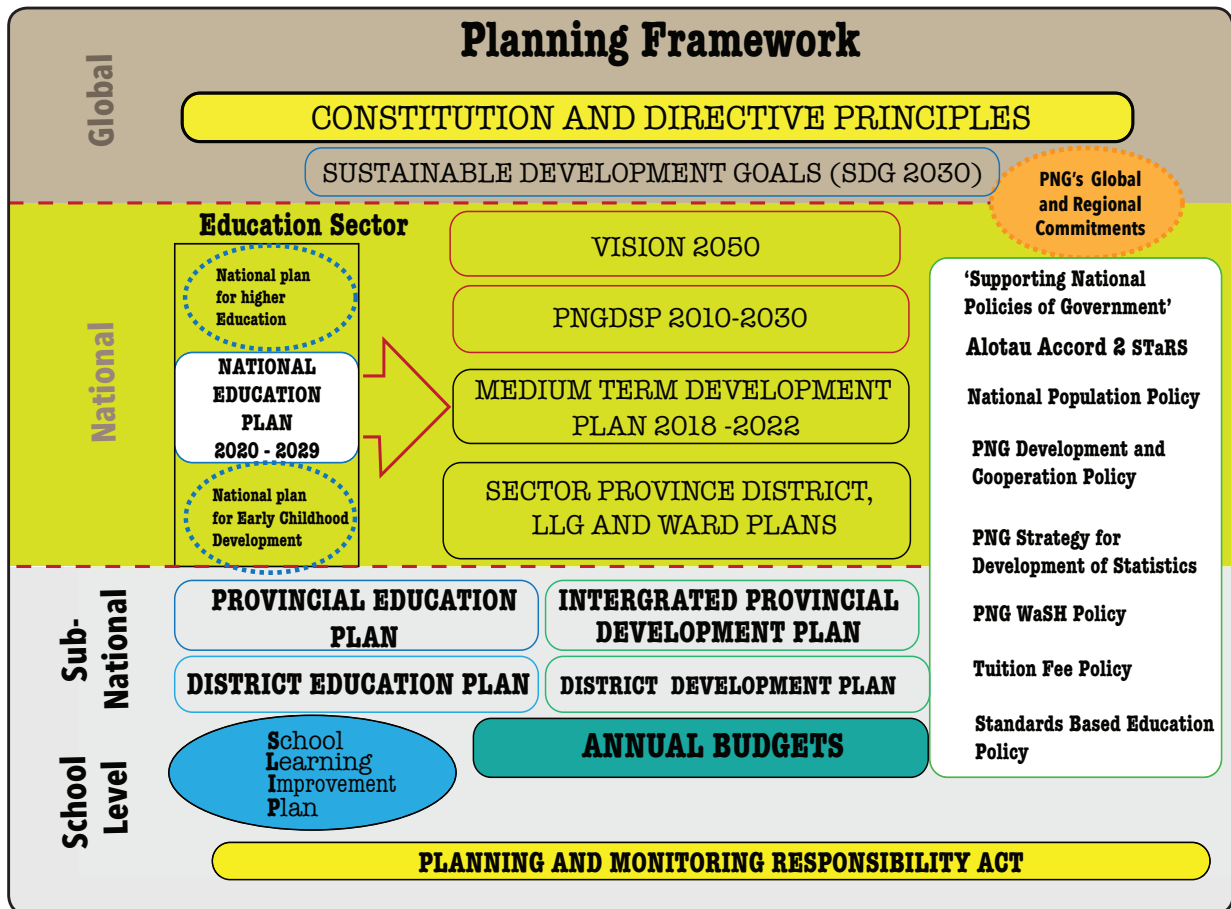 Planning Framework
Global
CONSTITUTION AND DIRECTIVE PRINCIPLES
SUSTAINABLE DEVELOPMENT GOALS (SDG 2030)
PNG's Global
and Regional
Commitments
National
Education Sector
National plan
for higher
Education
NATIONAL
EDUCATION
PLAN
2020 - 2029
National plan
for Early Childhood
Development
VISION 2050
PNGDSP 2010-2030
MEDIUM TERM DEVELOPMENT
PLAN 2018 -2022
SECTOR PROVINCE DISTRICT,
LLG AND WARD PLANS
'Supporting National
Policies of Government'
Alotau Accord 2 STaRS
National Population Policy
PNG Development and
Cooperation Policy
PNG Strategy for
Development of Statistics
PNG WaSH Policy
Tuition Fee Policy
Standards Based Education
Policy
Sub-
National
PROVINCIAL EDUCATION
PLAN
INTERGRATED PROVINCIAL
DEVELOPMENT PLAN
DISTRICT EDUCATION PLAN
DISTRICT DEVELOPMENT PLAN
School
Level
School
Learning
Improvement
Plan
ANNUAL BUDGETS
PLANNING AND MONITORING RESPONSIBILITY ACT